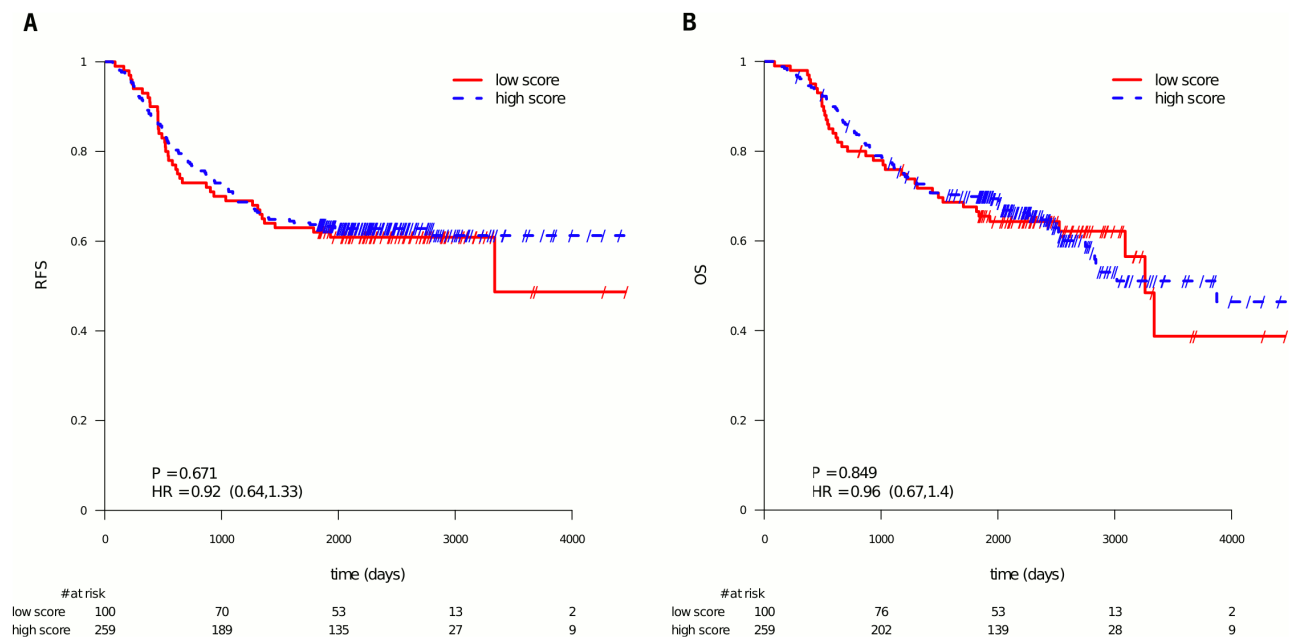 A
1
0.8
0.6
0.4
0.2
0
RFS
low score
high score
P = 0.671
HR = 0.92 (0.64,1.33)
0 1000 2000 3000 4000
time (days)
# at risk
low score 100 70 53 13 2
high score 259 189 135 27 9
B
1
0.8
0.6
0.4
0.2
0
OS
low score
high score
P = 0.849
HR = 0.96 (0.67,1.4)
0 1000 2000 3000 4000
time (days)
# at risk
low score 100 76 53 13 2
high score 259 202 139 28 9